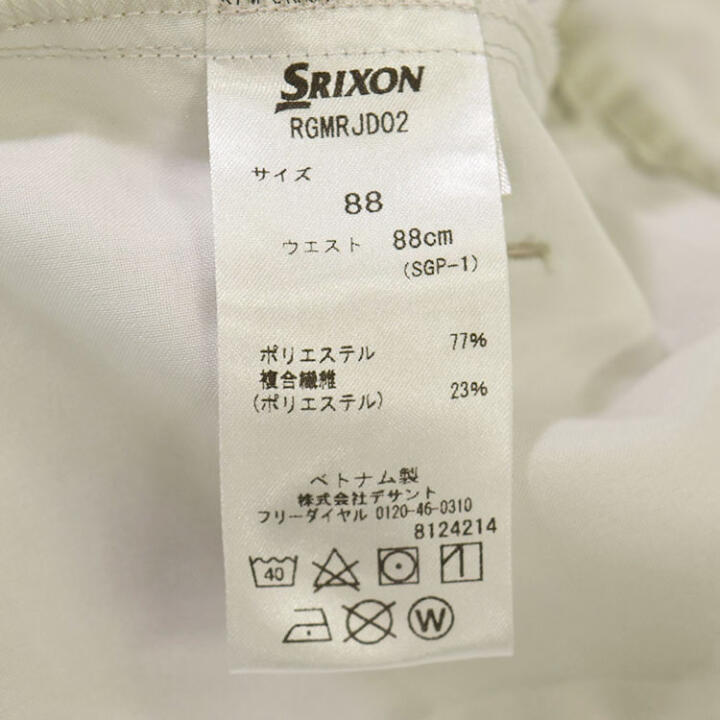 SRIXON
RGMRJD02
サイズ
88
ウエスト 88cm
(SGP-1)
ポリエステル 77%
複合繊維
(ポリエステル) 23%
ベトナム製
株式会社デサント
フリーダイヤル 0120-46-0310
8124214
40
W